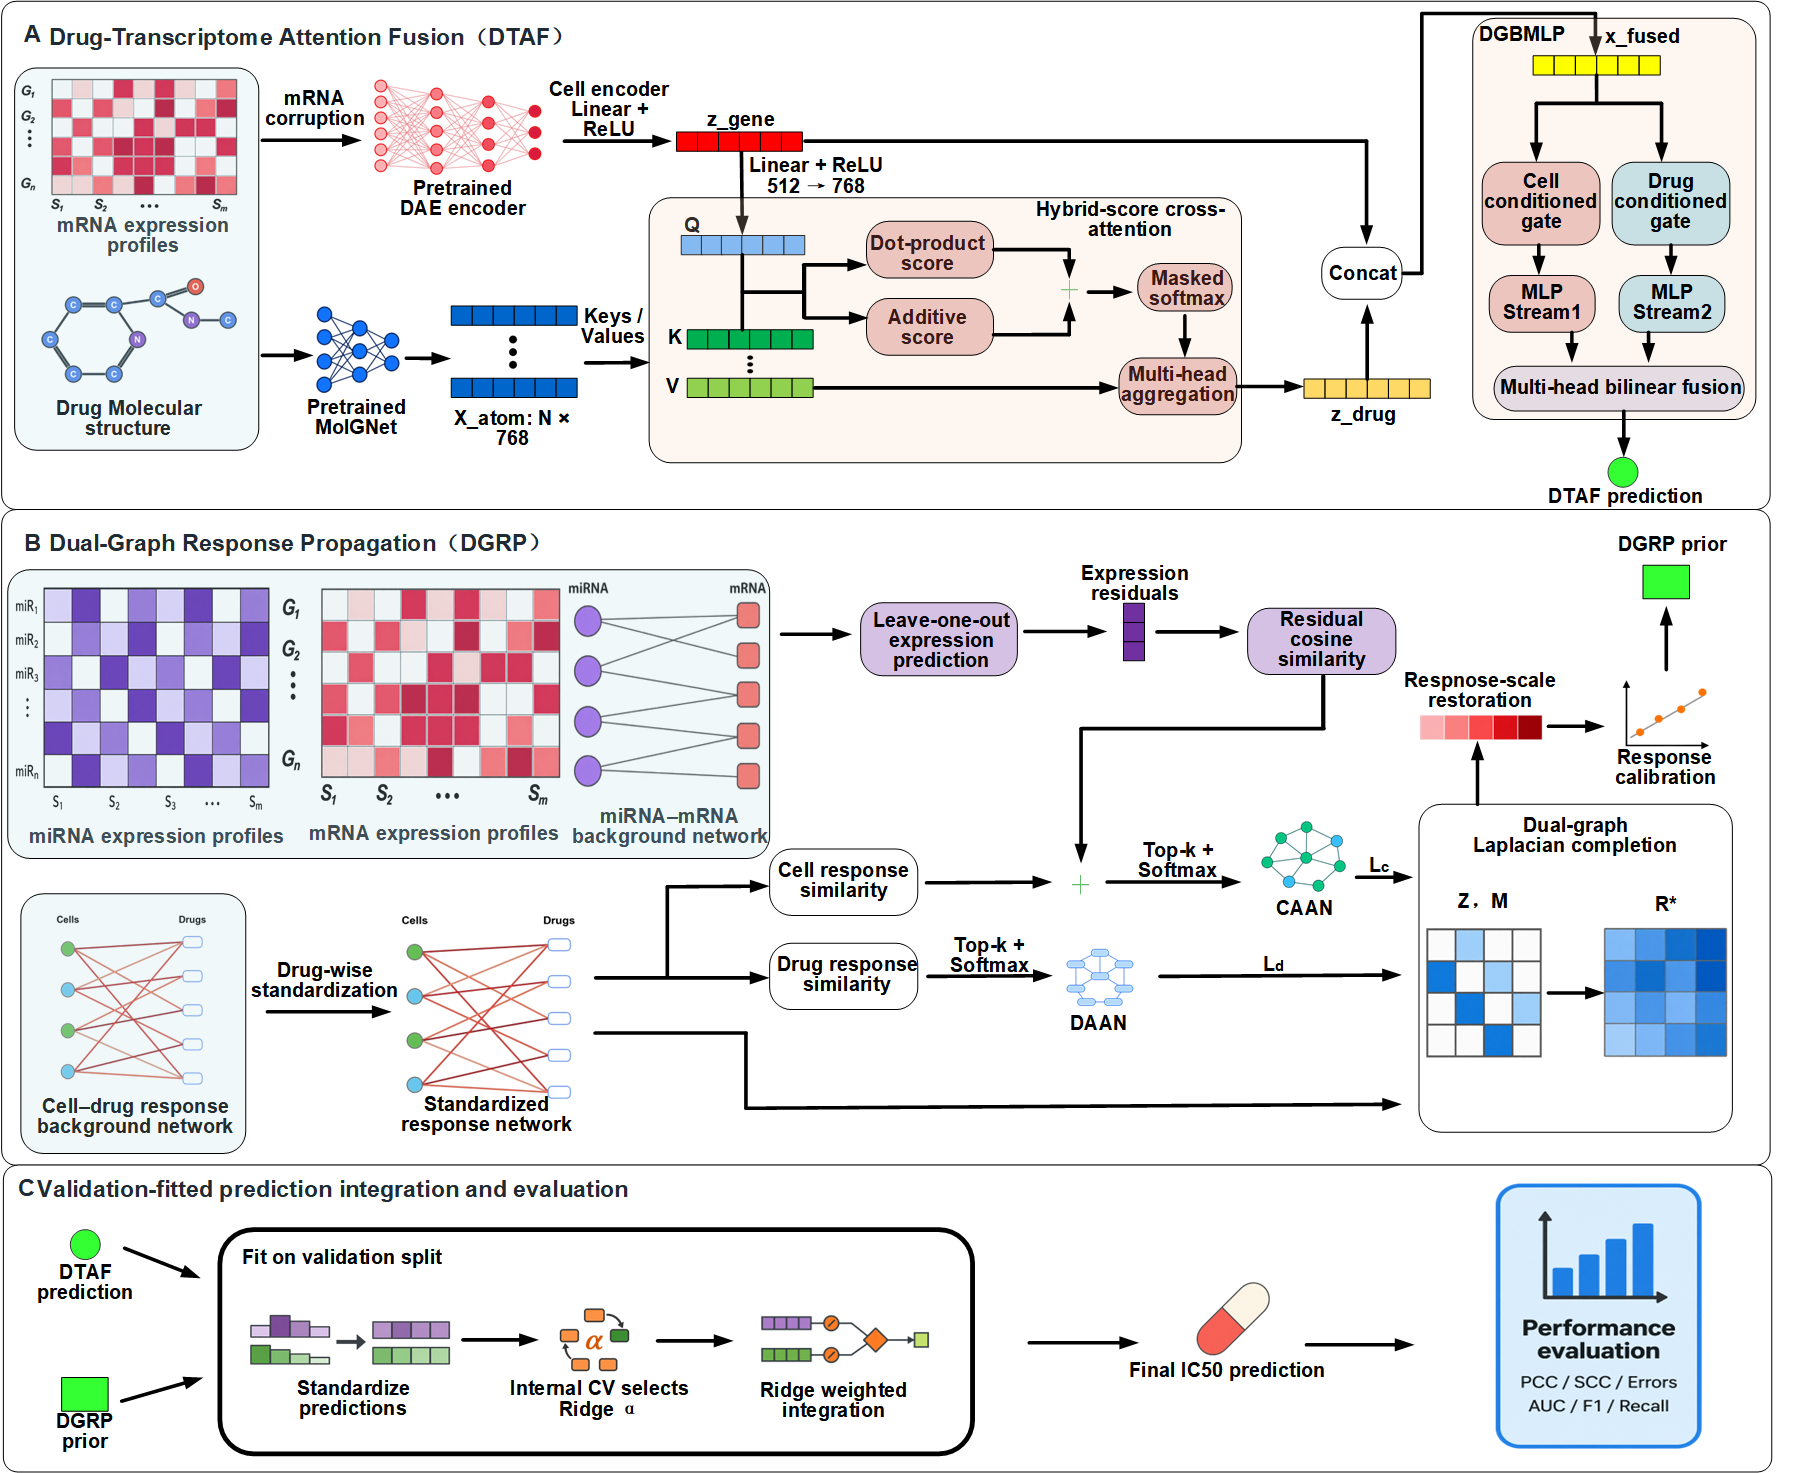 A Drug-Transcriptome Attention Fusion（DTAF）
G1
G2
Gn
S1 S2 ••• Sm
mRNA expression
profiles
C C C O N C C N C C
Drug Molecular
structure
mRNA
corruption
Pretrained
DAE encoder
Cell encoder
Linear +
ReLU
z_gene
Linear + ReLU
512 → 768
Pretrained
MolGNet
X_atom: N ×
768
Keys /
Values
Hybrid-score cross-
attention
Q
K
V
Dot-product
score
Additive
score
+
Masked
softmax
Multi-head
aggregation
Concat
z_drug
DGBMLP
x_fused
Cell
conditioned
gate
Drug
conditioned
gate
MLP
Stream1
MLP
Stream2
Multi-head bilinear fusion
DTAF prediction
B Dual-Graph Response Propagation（DGRP）
miR1
miR2
miR3
miRn
S1 S2 S3 ... Sm
miRNA expression profiles
G1
G2
Gn
S1 S2 ••• Sm
mRNA expression profiles
miRNA mRNA
miRNA–mRNA
background network
Leave-one-out
expression
prediction
Expression
residuals
Residual
cosine
similarity
DGRP prior
Respnose-scale
restoration
Response
calibration
Cells Drugs
Cell–drug response
background network
Drug-wise
standardization
Cells Drugs
Standardized
response network
Cell response
similarity
Drug response
similarity
+
Top-k +
Softmax
CAAN
Lc
Top-k +
Softmax
DAAN
Ld
Dual-graph
Laplacian completion
Z，M
R*
C Validation-fitted prediction integration and evaluation
DTAF
prediction
DGRP
prior
Fit on validation split
Standardize
predictions
α
Internal CV selects
Ridge α
Ridge weighted
integration
Final IC50 prediction
Performance
evaluation
PCC / SCC / Errors
AUC / F1 / Recall